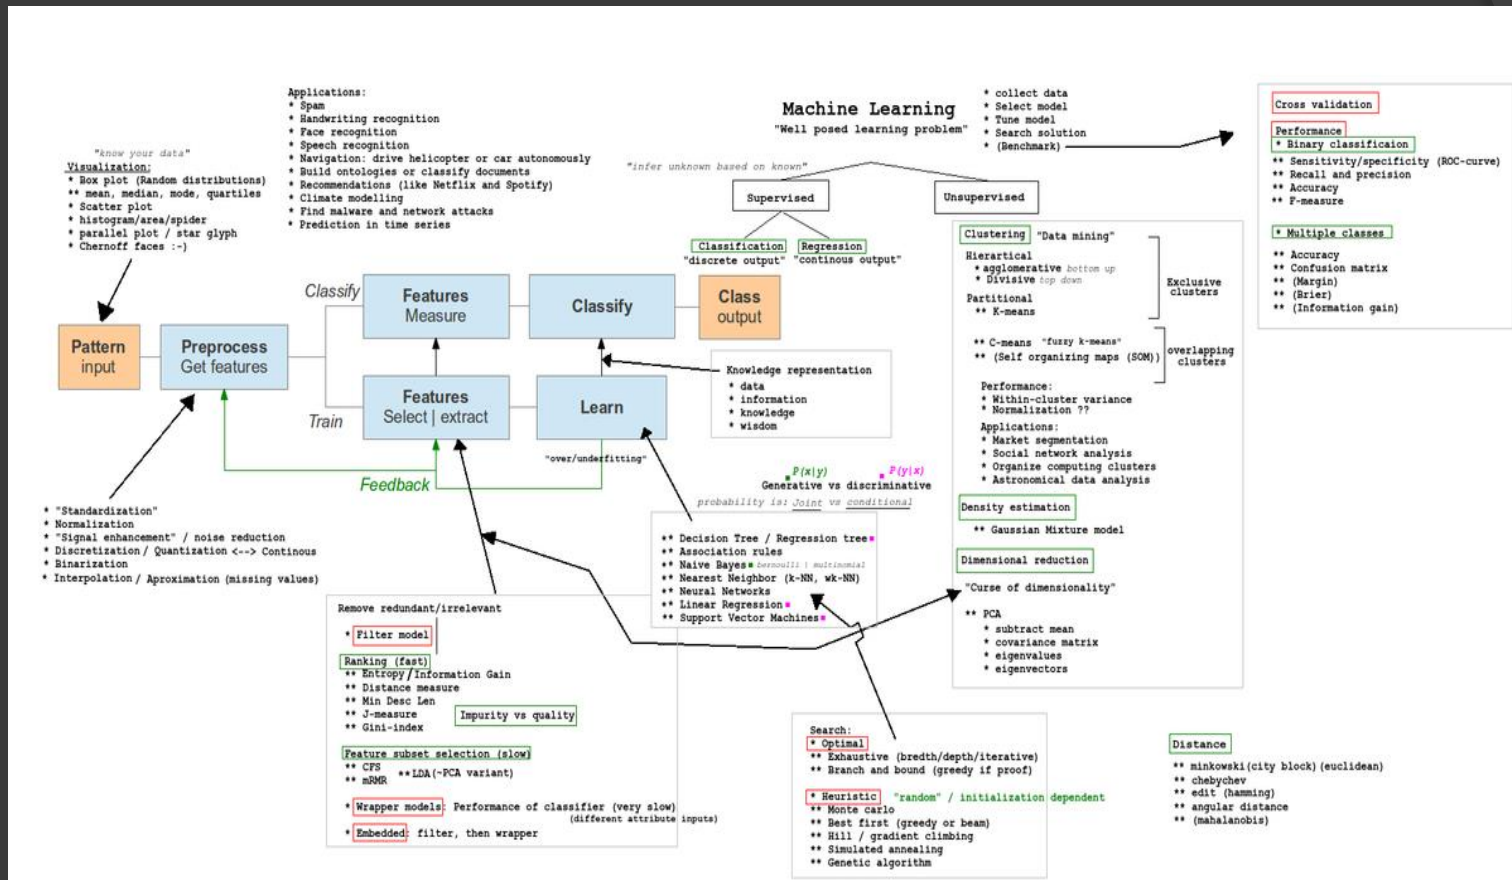 Applications:
* Spam
* Handwriting recognition
* Face recognition
* Speech recognition
* Navigation: drive helicopter or car autonomously
* Build ontologies or classify documents
* Recommendations (like Netflix and Spotify)
* Climate modelling
* Find malware and network attacks
* Prediction in time series
"know your data"
Visualization:
* Box plot (Random distributions)
** mean, median, mode, quartiles
* Scatter plot
* histogram/area/spider
* parallel plot / star glyph
* Chernoff faces :-)
Machine Learning
"Well posed learning problem"
* collect data
* Select model
* Tune model
* Search solution
* (Benchmark)
"infer unknown based on known"
Supervised
Unsupervised
Classification
"discrete output"
Regression
"continous output"
Cross validation
Performance
* Binary classificaion
** Sensitivity/specificity (ROC-curve)
** Recall and precision
** Accuracy
** F-measure
* Multiple classes
** Accuracy
** Confusion matrix
** (Margin)
** (Brier)
** (Information gain)
Pattern
input
Preprocess
Get features
Classify
Features
Measure
Classify
Class
output
Train
Features
Select | extract
Learn
Feedback
"over/underfitting"
Knowledge representation
* data
* information
* knowledge
* wisdom
Clustering "Data mining"
Hierartical
* agglomerative bottom up
* Divisive top down
Partitional
** K-means
Exclusive
clusters
** C-means "fuzzy k-means"
** (Self organizing maps (SOM))
overlapping
clusters
Performance:
* Within-cluster variance
* Normalization ??
Applications:
* Market segmentation
* Social network analysis
* Organize computing clusters
* Astronomical data analysis
Density estimation
** Gaussian Mixture model
Dimensional reduction
"Curse of dimensionality"
** PCA
* subtract mean
* covariance matrix
* eigenvalues
* eigenvectors
* "Standardization"
* Normalization
* "Signal enhancement" / noise reduction
* Discretization / Quantization <--> Continous
* Binarization
* Interpolation / Aproximation (missing values)
P(x|y) P(y|x)
Generative vs discriminative
probability is: Joint vs conditional
** Decision Tree / Regression tree
** Association rules
** Naive Bayes bernoulli | multinomial
** Nearest Neighbor (k-NN, wk-NN)
** Neural Networks
** Linear Regression
** Support Vector Machines
Remove redundant/irrelevant
* Filter model
Ranking (fast)
** Entropy/Information Gain
** Distance measure
** Min Desc Len
** J-measure
** Gini-index
Impurity vs quality
Feature subset selection (slow)
** CFS
** mRMR
**LDA(~PCA variant)
* Wrapper models: Performance of classifier (very slow)
(different attribute inputs)
* Embedded: filter, then wrapper
Search:
* Optimal
** Exhaustive (bredth/depth/iterative)
** Branch and bound (greedy if proof)
* Heuristic "random" / initialization dependent
** Monte carlo
** Best first (greedy or beam)
** Hill / gradient climbing
** Simulated annealing
** Genetic algorithm
Distance
** minkowski(city block)(euclidean)
** chebychev
** edit (hamming)
** angular distance
** (mahalanobis)